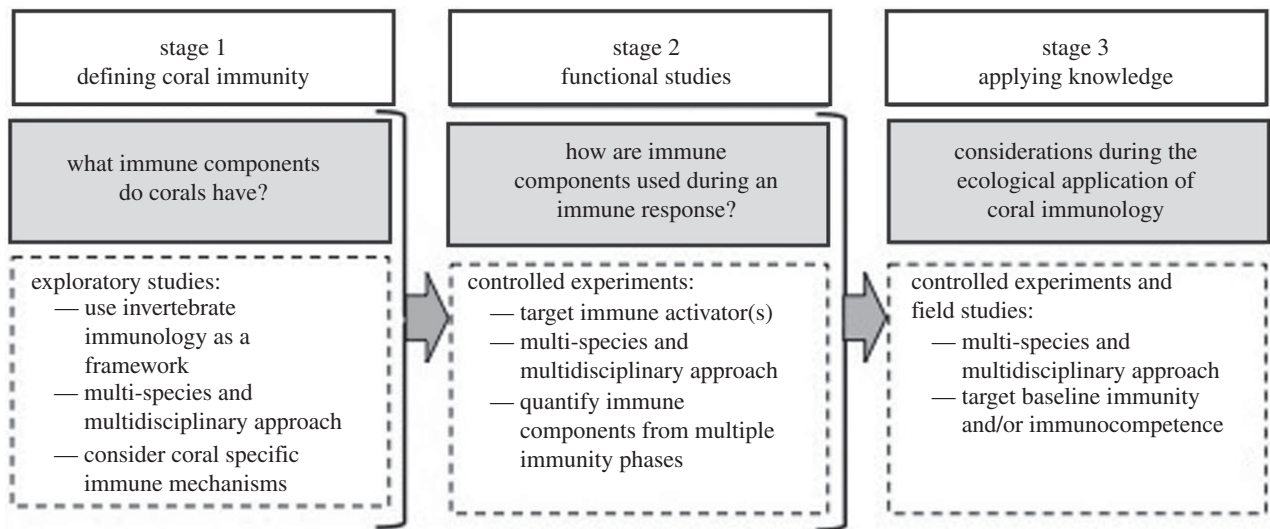 stage 1
defining coral immunity
what immune components
do corals have?
exploratory studies:
— use invertebrate
immunology as a
framework
— multi-species and
multidisciplinary approach
— consider coral specific
immune mechanisms
stage 2
functional studies
how are immune
components used during an
immune response?
controlled experiments:
— target immune activator(s)
— multi-species and
multidisciplinary approach
— quantify immune
components from multiple
immunity phases
stage 3
applying knowledge
considerations during the
ecological application of
coral immunology
controlled experiments and
field studies:
— multi-species and
multidisciplinary approach
— target baseline immunity
and/or immunocompetence